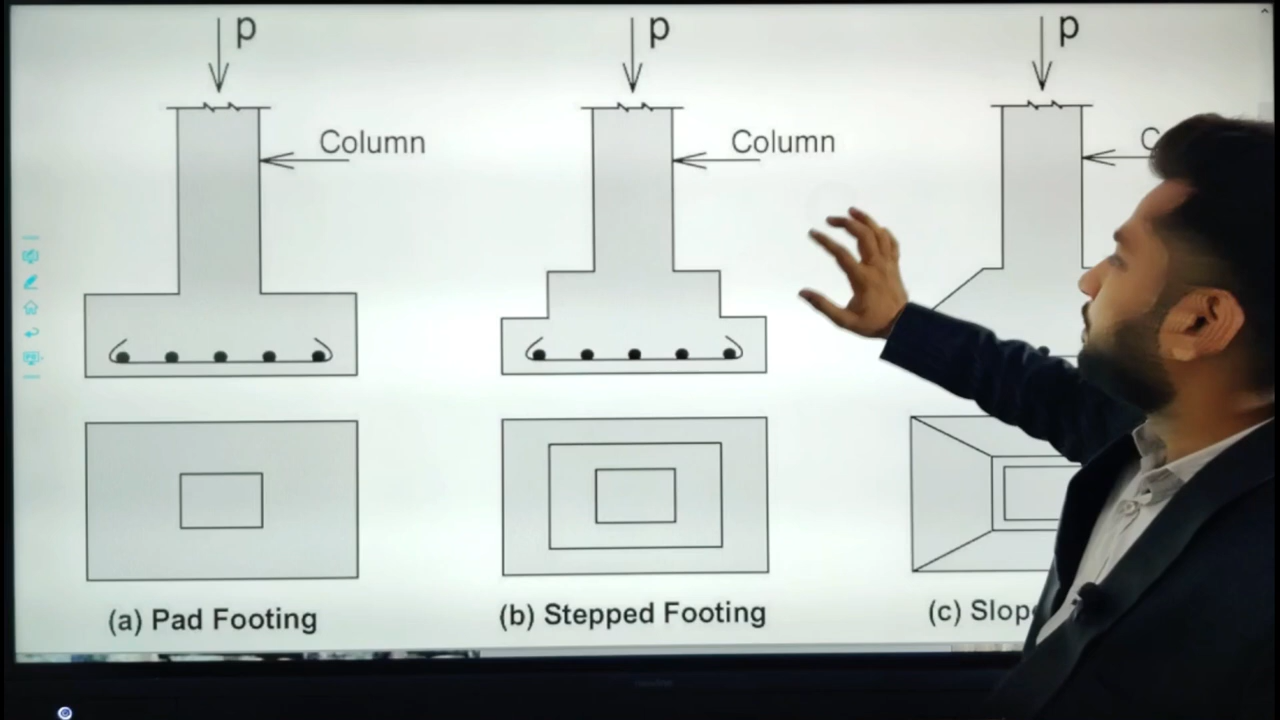 p
p
p
Column
Column
(a) Pad Footing
(b) Stepped Footing
(c)